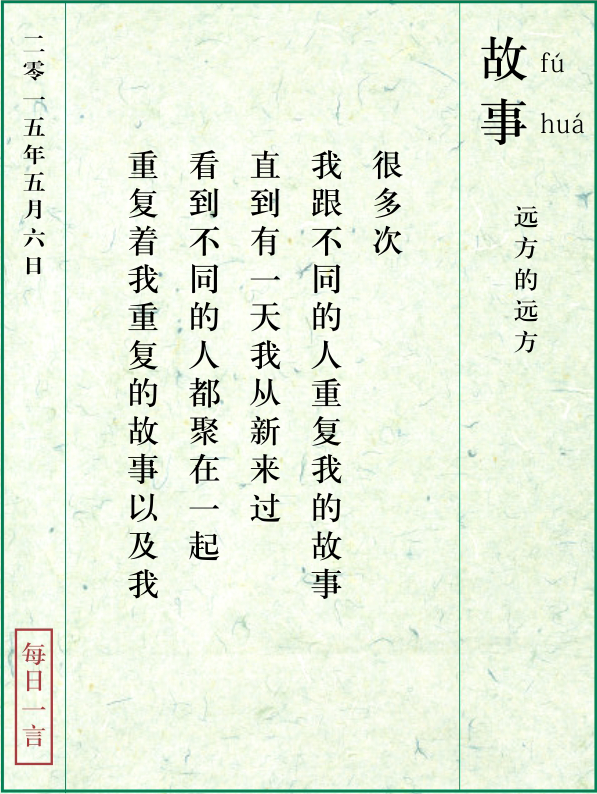 故事
fú
huá
远方的远方
很多次
我跟不同的人重复我的故事
直到有一天我从新来过
看到不同的人都聚在一起
重复着我重复的故事以及我
二零一五年五月六日
每日一言